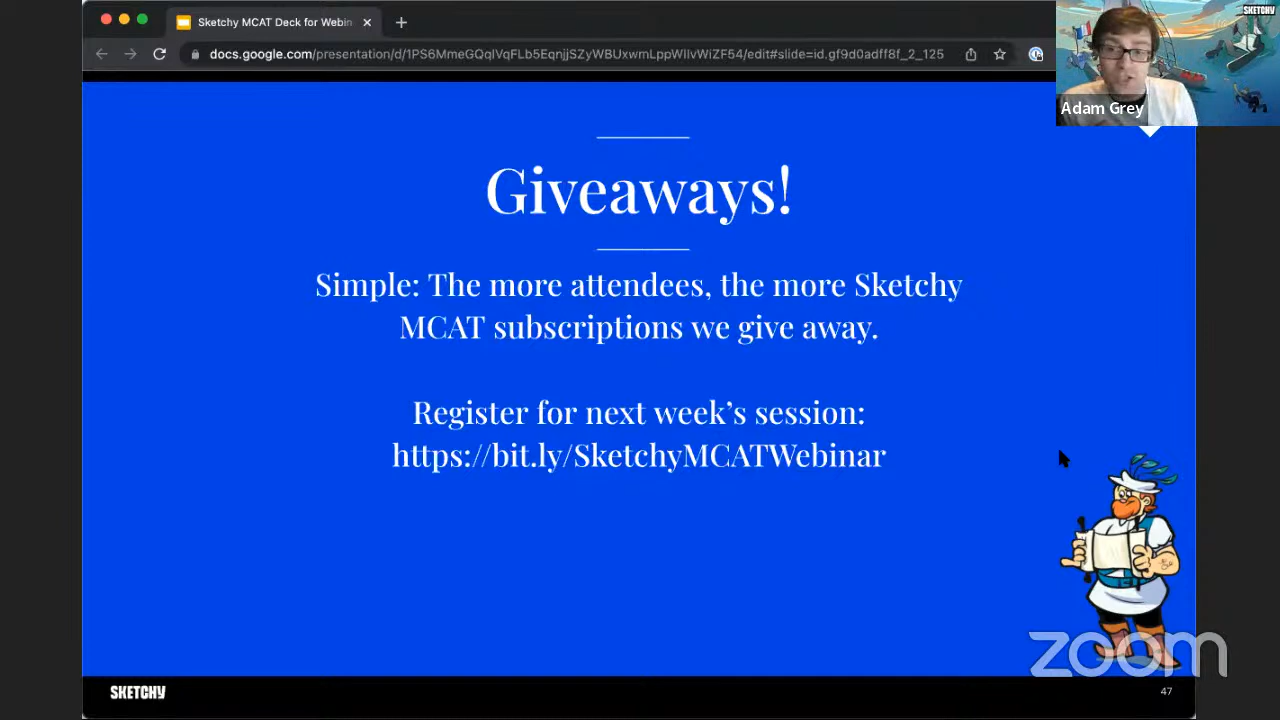 Sketchy MCAT Deck for Webin
docs.google.com/presentation/d/1PS6MmeGQqIVqFLb5EqnjjSZyWBUxwmLppWIIvWiZF54/edit#slide=id.gf9d0adff8f_2_125
SKETCHY
Adam Grey
Giveaways!
Simple: The more attendees, the more Sketchy
MCAT subscriptions we give away.
Register for next week’s session:
https://bit.ly/SketchyMCATWebinar
zoom
SKETCHY
47